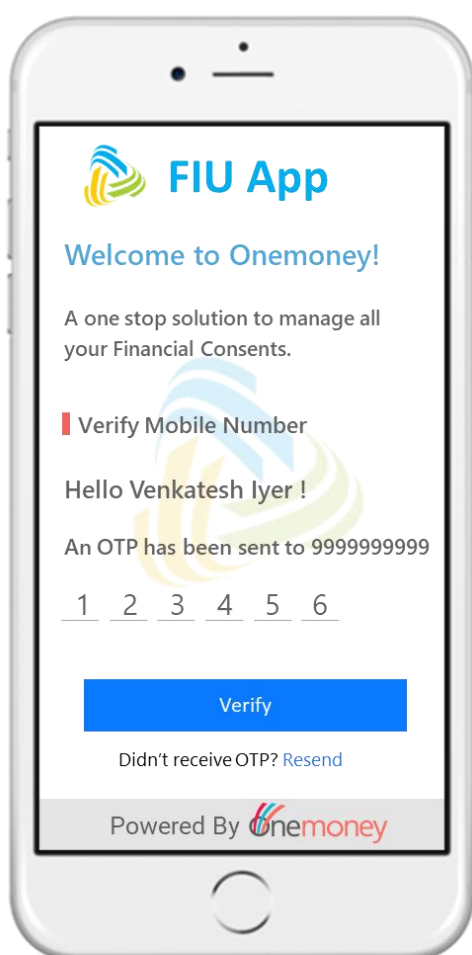 FIU App
Welcome to Onemoney!
A one stop solution to manage all
your Financial Consents.
Verify Mobile Number
Hello Venkatesh Iyer !
An OTP has been sent to 9999999999
1 2 3 4 5 6
Verify
Didn't receive OTP? Resend
Powered By Onemoney